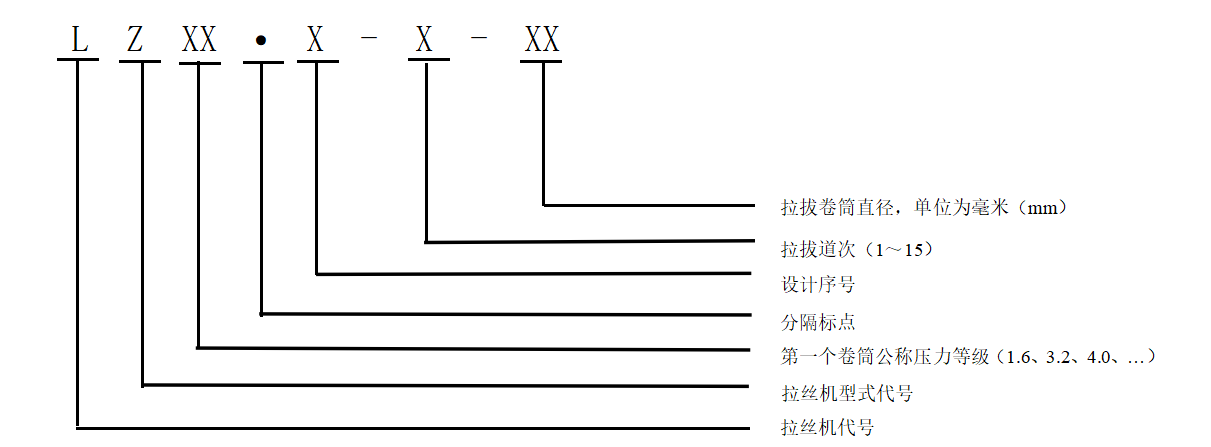 L Z XX • X - X - XX
拉拔卷筒直径，单位为毫米（mm）
拉拔道次（1～15）
设计序号
分隔标点
第一个卷筒公称压力等级（1.6、3.2、4.0、…）
拉丝机型式代号
拉丝机代号